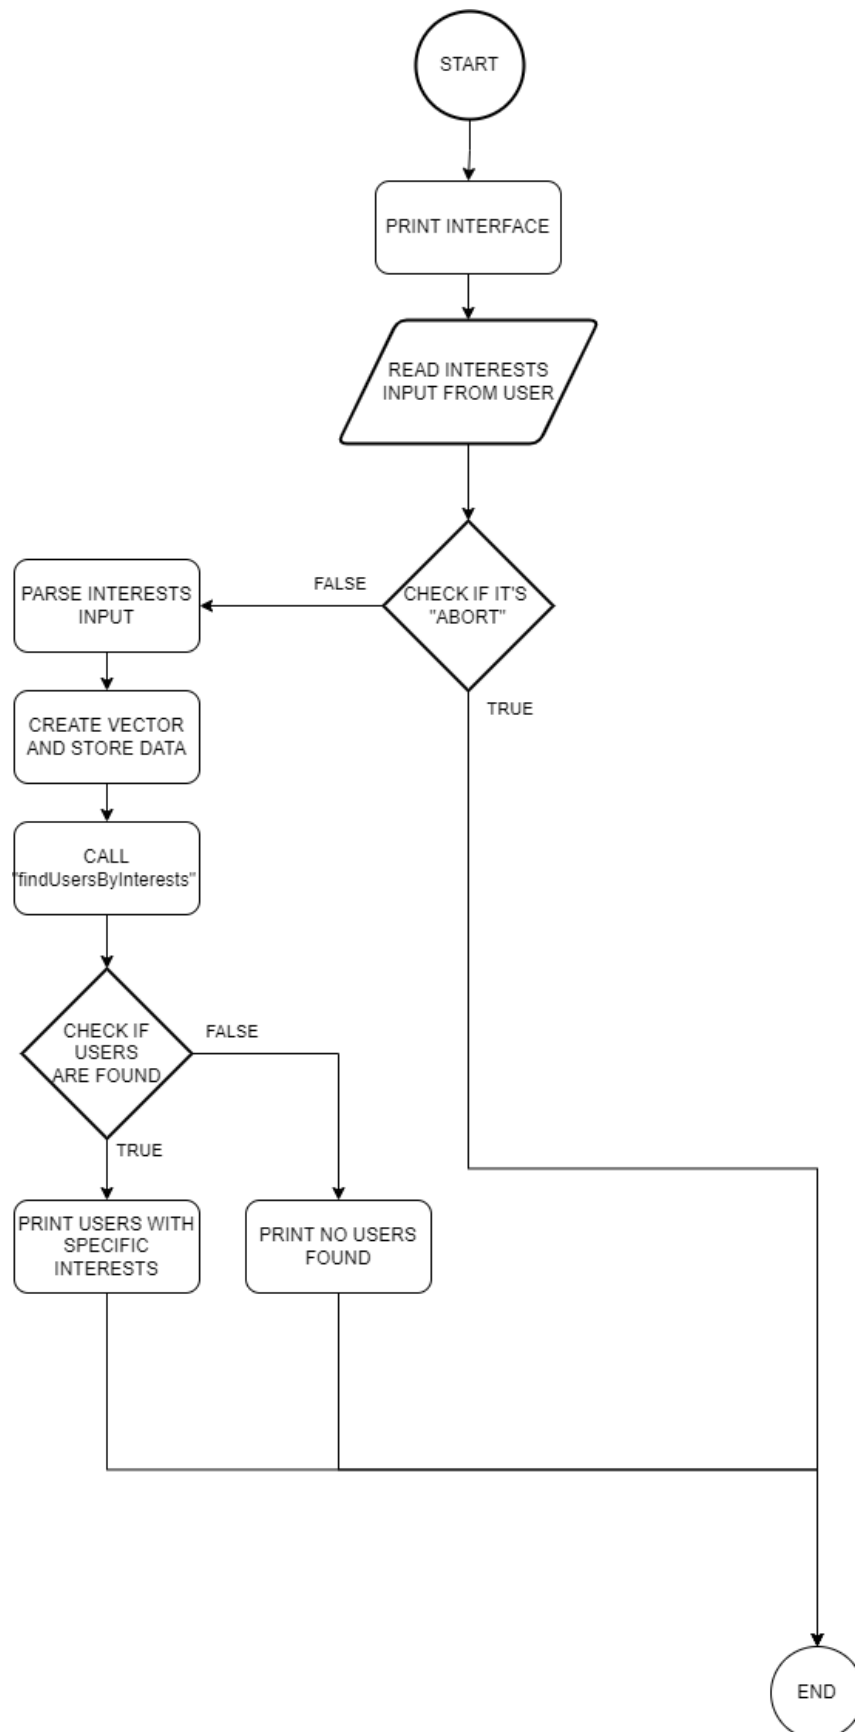 START
PRINT INTERFACE
READ INTERESTS
INPUT FROM USER
CHECK IF IT'S
"ABORT"
FALSE
TRUE
PARSE INTERESTS
INPUT
CREATE VECTOR
AND STORE DATA
CALL
"findUsersByInterests"
CHECK IF
USERS
ARE FOUND
FALSE
TRUE
PRINT USERS WITH
SPECIFIC
INTERESTS
PRINT NO USERS
FOUND
END